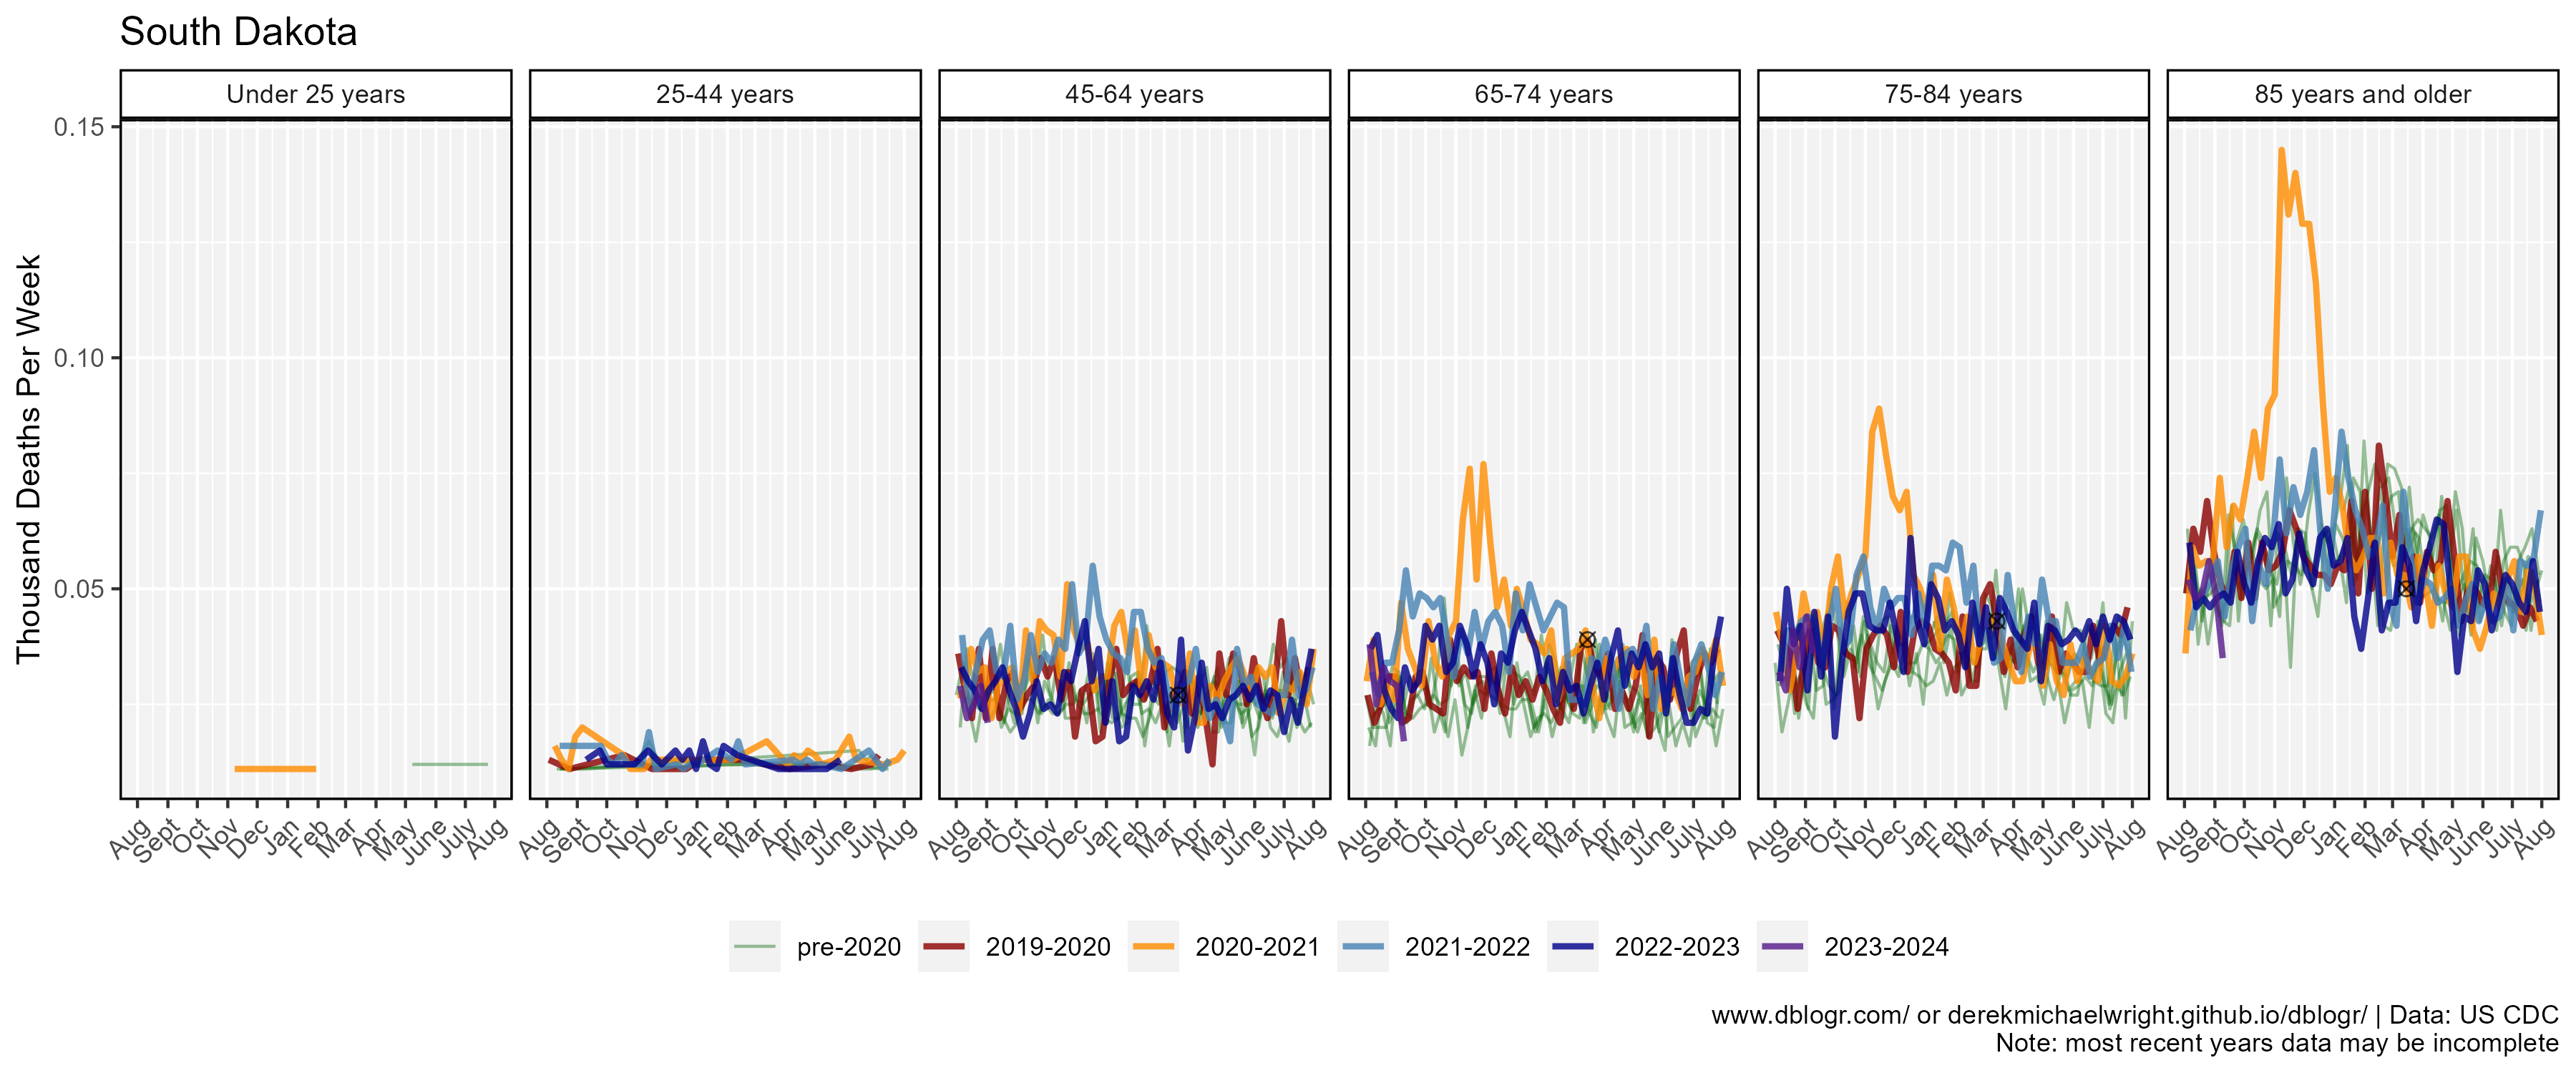 South Dakota
Under 25 years 25-44 years 45-64 years 65-74 years 75-84 years 85 years and older
Thousand Deaths Per Week
0.15
0.10
0.05
Aug Sept Oct Nov Dec Jan Feb Mar Apr May June July Aug Aug Sept Oct Nov Dec Jan Feb Mar Apr May June July Aug Aug Sept Oct Nov Dec Jan Feb Mar Apr May June July Aug Aug Sept Oct Nov Dec Jan Feb Mar Apr May June July Aug Aug Sept Oct Nov Dec Jan Feb Mar Apr May June July Aug Aug Sept Oct Nov Dec Jan Feb Mar Apr May June July Aug
pre-2020 2019-2020 2020-2021 2021-2022 2022-2023 2023-2024
www.dblogr.com/ or derekmichaelwright.github.io/dblogr/ | Data: US CDC
Note: most recent years data may be incomplete